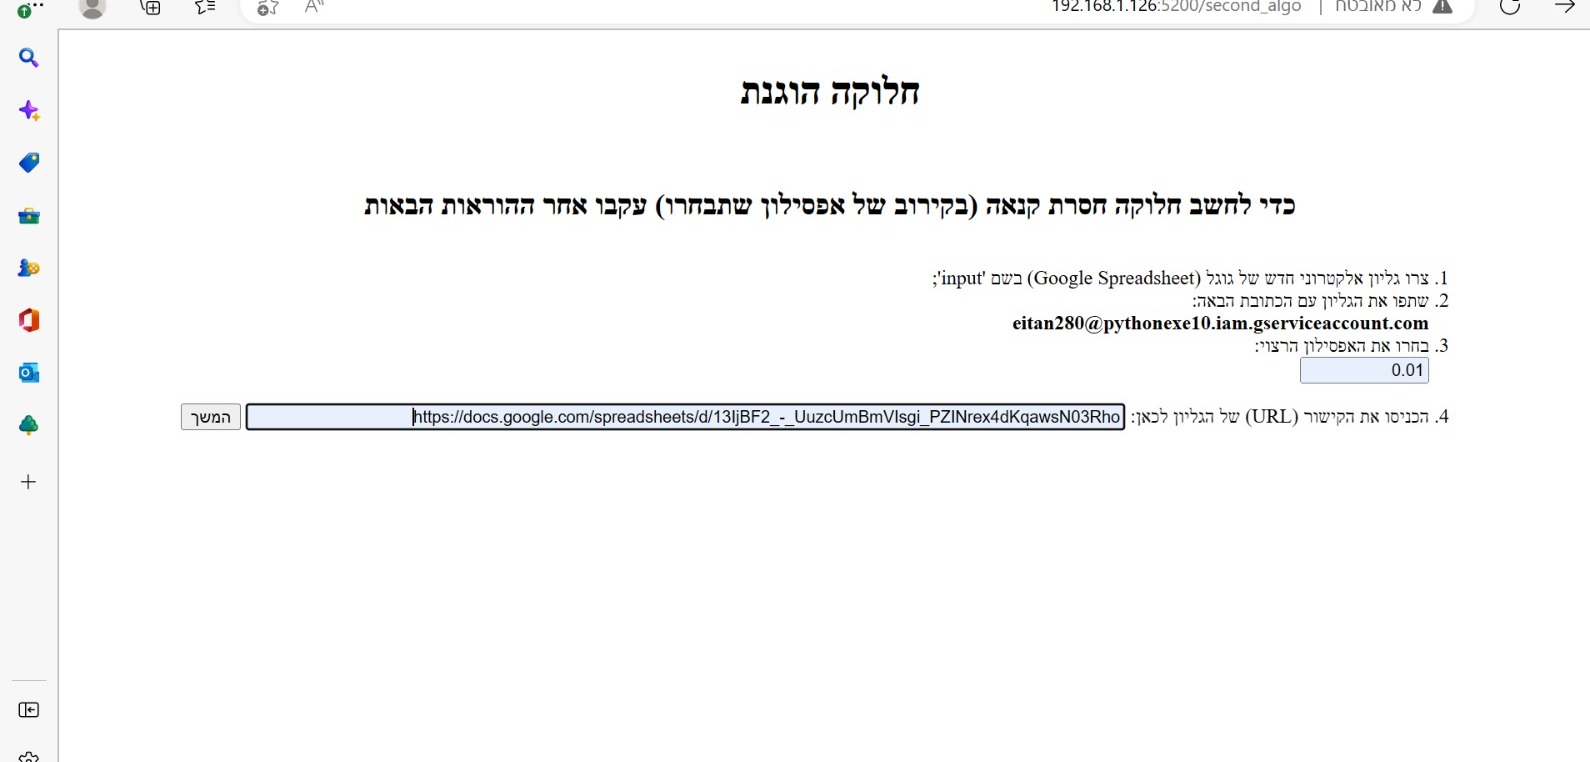 192.168.1.126:5200/second_algo | לא מאובטח
חלוקה הוגנת
כדי לחשב חלוקה חסרת קנאה (בקירוב של אפסילון שתבחרו) עקבו אחר ההוראות הבאות
1. צרו גליון אלקטרוני חדש של גוגל (Google Spreadsheet) בשם 'input';
2. שתפו את הגליון עם הכתובת הבאה:
eitan280@pythonexe10.iam.gserviceaccount.com
3. בחרו את האפסילון הרצוי:
0.01
4. הכניסו את הקישור (URL) של הגליון לכאן: https://docs.google.com/spreadsheets/d/13IjBF2_-_UuzcUmBmVIsgi_PZINrex4dKqawsN03Rho המשך